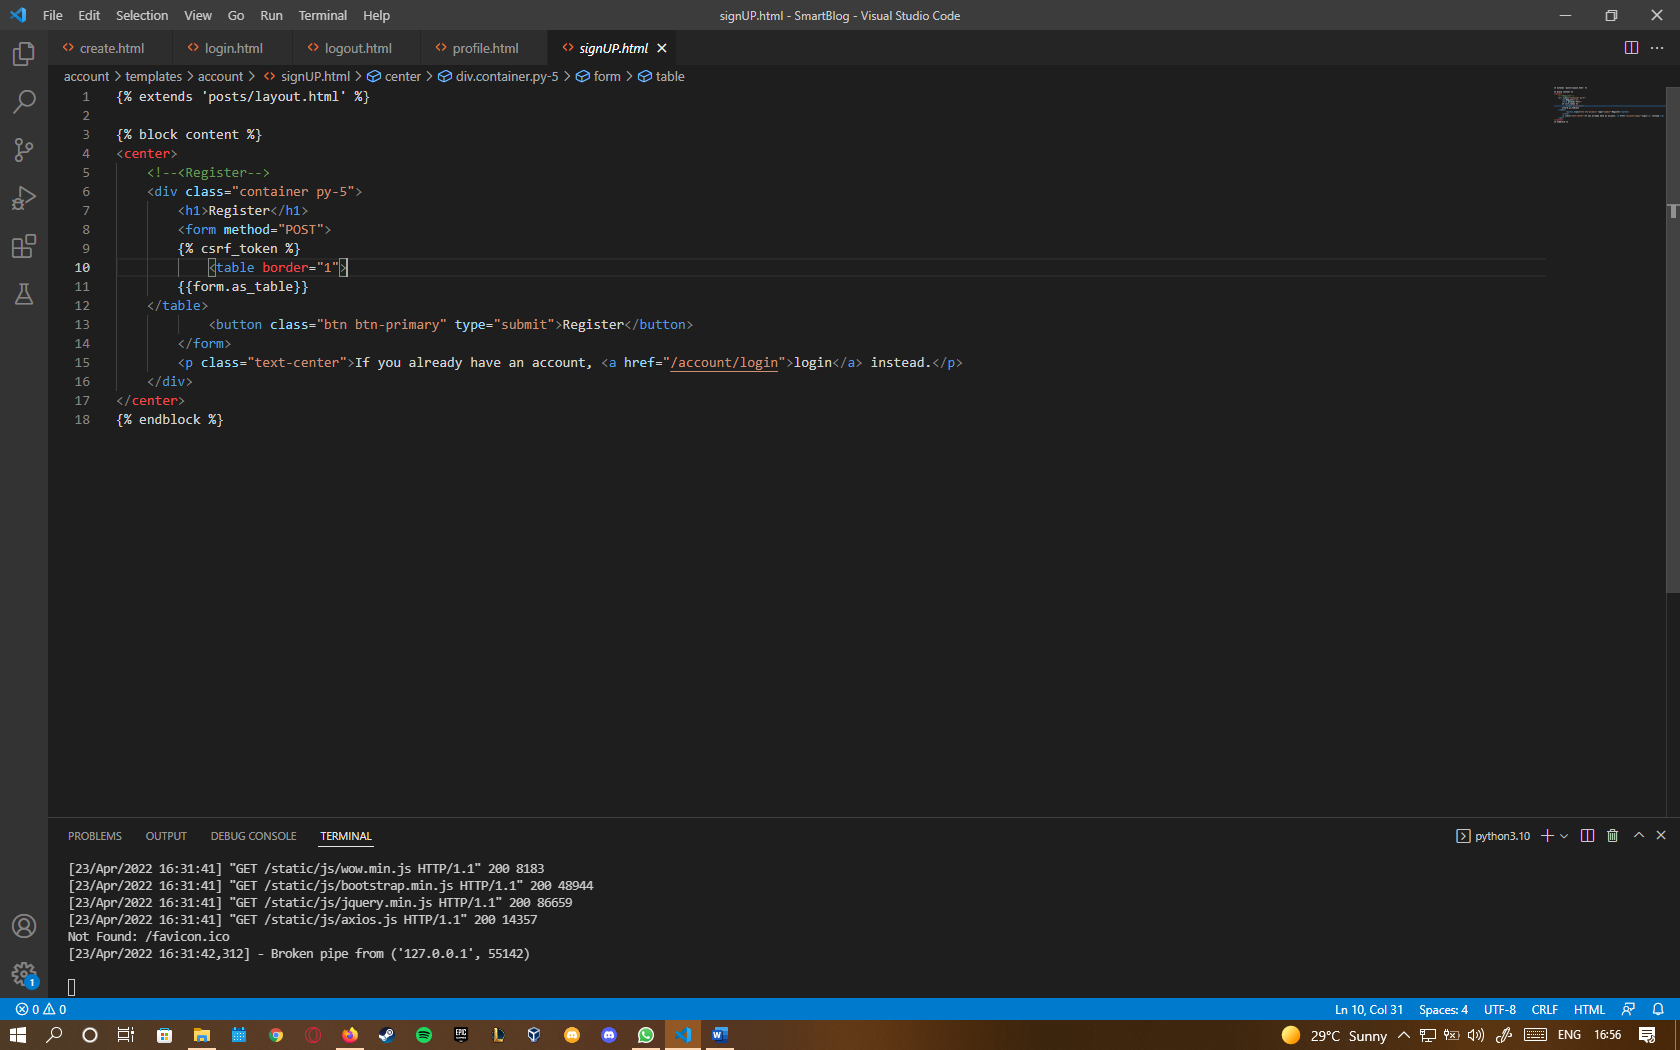 File Edit Selection View Go Run Terminal Help
signUP.html - SmartBlog - Visual Studio Code
create.html login.html logout.html profile.html signUP.html
account > templates > account > signUP.html > center > div.container.py-5 > form > table
1 {% extends 'posts/layout.html' %}
2
3 {% block content %}
4 <center>
5 <!--<Register-->
6 <div class="container py-5">
7 <h1>Register</h1>
8 <form method="POST">
9 {% csrf_token %}
10 <table border="1">
11 {{form.as_table}}
12 </table>
13 <button class="btn btn-primary" type="submit">Register</button>
14 </form>
15 <p class="text-center">If you already have an account, <a href="/account/login">login</a> instead.</p>
16 </div>
17 </center>
18 {% endblock %}
PROBLEMS OUTPUT DEBUG CONSOLE TERMINAL
python3.10
[23/Apr/2022 16:31:41] "GET /static/js/wow.min.js HTTP/1.1" 200 8183
[23/Apr/2022 16:31:41] "GET /static/js/bootstrap.min.js HTTP/1.1" 200 48944
[23/Apr/2022 16:31:41] "GET /static/js/jquery.min.js HTTP/1.1" 200 86659
[23/Apr/2022 16:31:41] "GET /static/js/axios.js HTTP/1.1" 200 14357
Not Found: /favicon.ico
[23/Apr/2022 16:31:42,312] - Broken pipe from ('127.0.0.1', 55142)
1
0 0
Ln 10, Col 31 Spaces: 4 UTF-8 CRLF HTML
EPIC
29°C Sunny
ENG 16:56